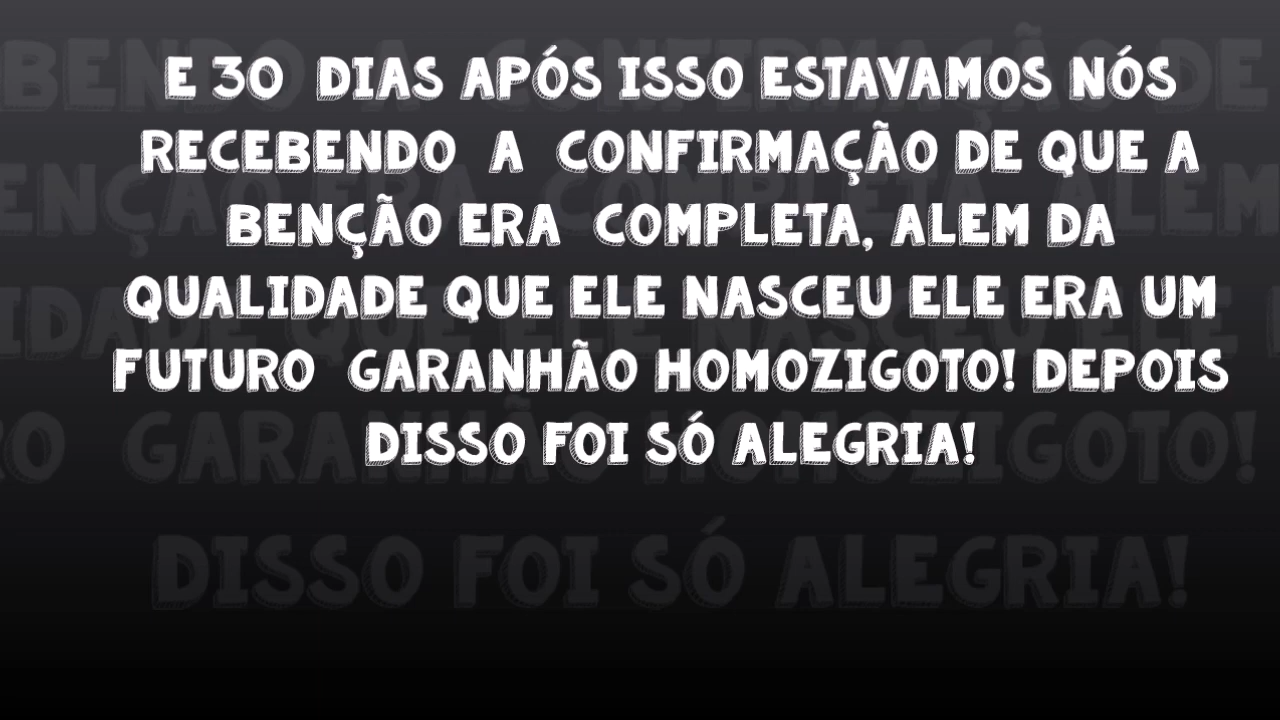 E 30 DIAS APÓS ISSO ESTAVAMOS NÓS
RECEBENDO A CONFIRMAÇÃO DE QUE A
BENÇÃO ERA COMPLETA, ALEM DA
QUALIDADE QUE ELE NASCEU ELE ERA UM
FUTURO GARANHÃO HOMOZIGOTO! DEPOIS
DISSO FOI SÓ ALEGRIA!